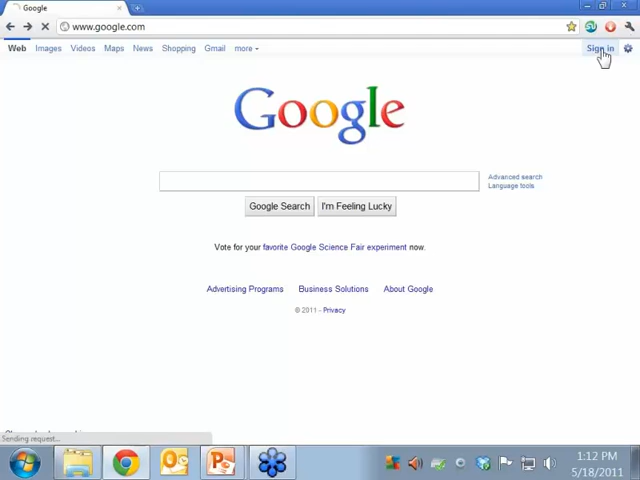 Google
www.google.com
Web Images Videos Maps News Shopping Gmail more
Sign in
Google
Advanced search
Language tools
Google Search I'm Feeling Lucky
Vote for your favorite Google Science Fair experiment now.
Advertising Programs Business Solutions About Google
© 2011 - Privacy
Sending request...
1:12 PM
5/18/2011